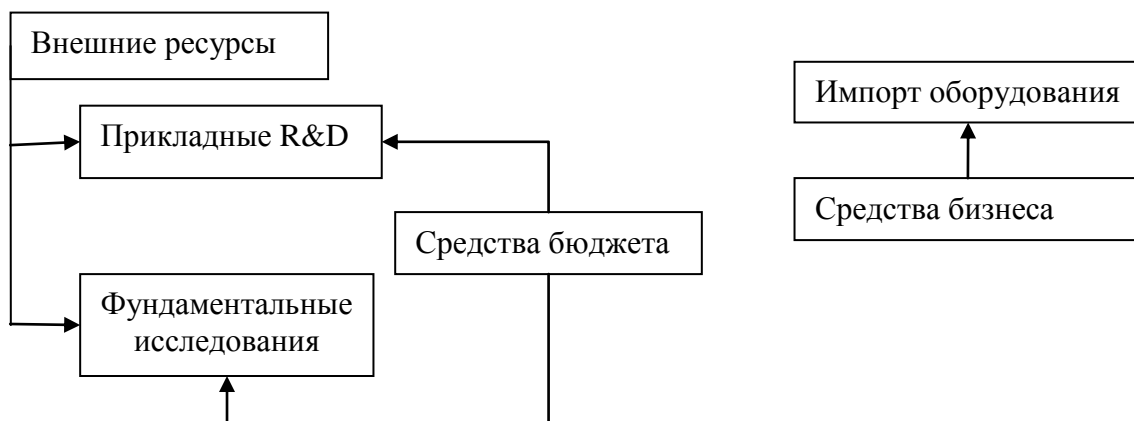 Внешние ресурсы
Импорт оборудования
Прикладные R&D
Средства бизнеса
Средства бюджета
Фундаментальные
исследования